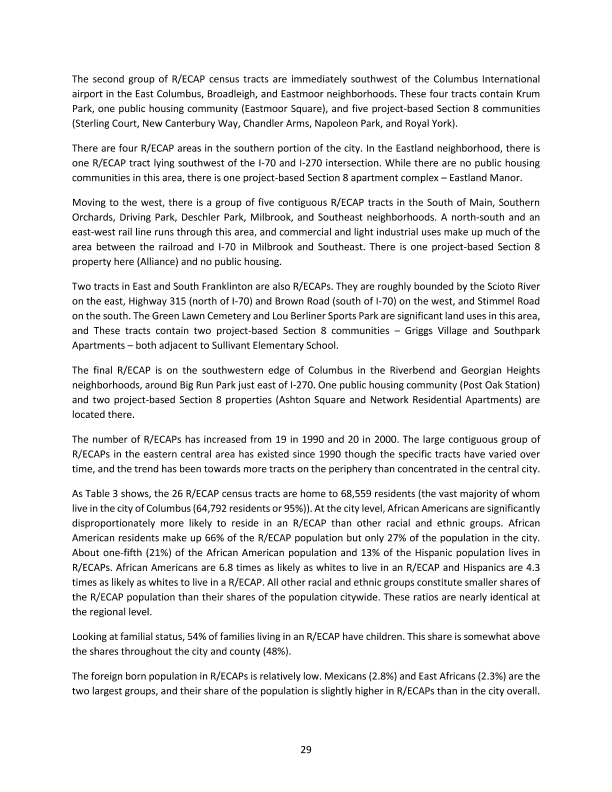 The second group of R/ECAP census tracts are immediately southwest of the Columbus International
airport in the East Columbus, Broadleigh, and Eastmoor neighborhoods. These four tracts contain Krum
Park, one public housing community (Eastmoor Square), and five project-based Section 8 communities
(Sterling Court, New Canterbury Way, Chandler Arms, Napoleon Park, and Royal York).
There are four R/ECAP areas in the southern portion of the city. In the Eastland neighborhood, there is
one R/ECAP tract lying southwest of the I-70 and I-270 intersection. While there are no public housing
communities in this area, there is one project-based Section 8 apartment complex – Eastland Manor.
Moving to the west, there is a group of five contiguous R/ECAP tracts in the South of Main, Southern
Orchards, Driving Park, Deschler Park, Milbrook, and Southeast neighborhoods. A north-south and an
east-west rail line runs through this area, and commercial and light industrial uses make up much of the
area between the railroad and I-70 in Milbrook and Southeast. There is one project-based Section 8
property here (Alliance) and no public housing.
Two tracts in East and South Franklinton are also R/ECAPs. They are roughly bounded by the Scioto River
on the east, Highway 315 (north of I-70) and Brown Road (south of I-70) on the west, and Stimmel Road
on the south. The Green Lawn Cemetery and Lou Berliner Sports Park are significant land uses in this area,
and These tracts contain two project-based Section 8 communities – Griggs Village and Southpark
Apartments – both adjacent to Sullivant Elementary School.
The final R/ECAP is on the southwestern edge of Columbus in the Riverbend and Georgian Heights
neighborhoods, around Big Run Park just east of I-270. One public housing community (Post Oak Station)
and two project-based Section 8 properties (Ashton Square and Network Residential Apartments) are
located there.
The number of R/ECAPs has increased from 19 in 1990 and 20 in 2000. The large contiguous group of
R/ECAPs in the eastern central area has existed since 1990 though the specific tracts have varied over
time, and the trend has been towards more tracts on the periphery than concentrated in the central city.
As Table 3 shows, the 26 R/ECAP census tracts are home to 68,559 residents (the vast majority of whom
live in the city of Columbus (64,792 residents or 95%)). At the city level, African Americans are significantly
disproportionately more likely to reside in an R/ECAP than other racial and ethnic groups. African
American residents make up 66% of the R/ECAP population but only 27% of the population in the city.
About one-fifth (21%) of the African American population and 13% of the Hispanic population lives in
R/ECAPs. African Americans are 6.8 times as likely as whites to live in an R/ECAP and Hispanics are 4.3
times as likely as whites to live in a R/ECAP. All other racial and ethnic groups constitute smaller shares of
the R/ECAP population than their shares of the population citywide. These ratios are nearly identical at
the regional level.
Looking at familial status, 54% of families living in an R/ECAP have children. This share is somewhat above
the shares throughout the city and county (48%).
The foreign born population in R/ECAPs is relatively low. Mexicans (2.8%) and East Africans (2.3%) are the
two largest groups, and their share of the population is slightly higher in R/ECAPs than in the city overall.
29